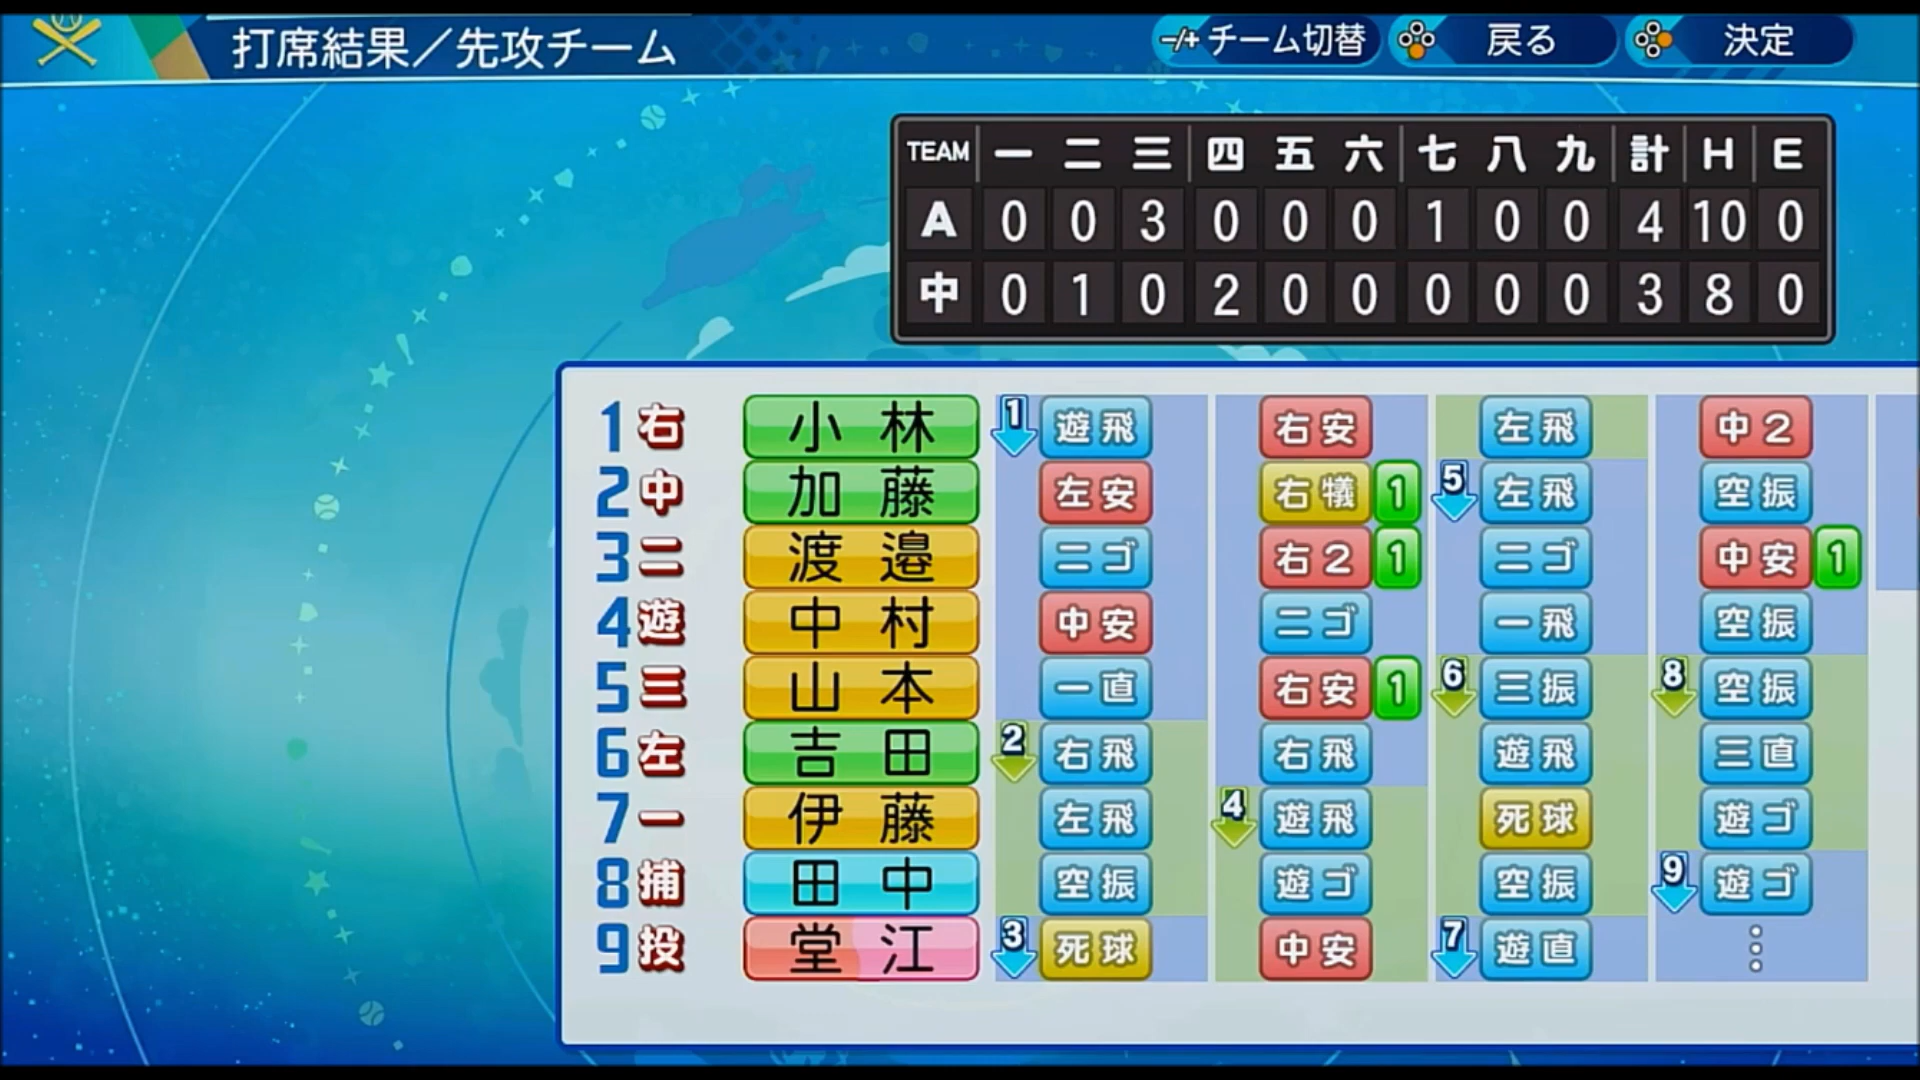 打席結果／先攻チーム
-/+ チーム切替 戻る 決定
TEAM 一 二 三 四 五 六 七 八 九 計 H E
A 0 0 3 0 0 0 1 0 0 4 10 0
中 0 1 0 2 0 0 0 0 0 3 8 0
1 右 小林 1 遊飛 右安 左飛 中2
2 中 加藤 左安 右犠 1 5 左飛 空振
3 二 渡邉 二ゴ 右2 1 二ゴ 中安 1
4 遊 中村 中安 二ゴ 一飛 空振
5 三 山本 一直 右安 1 6 三振 8 空振
6 左 吉田 2 右飛 右飛 遊飛 三直
7 一 伊藤 左飛 4 遊飛 死球 遊ゴ
8 捕 田中 空振 遊ゴ 空振 9 遊ゴ
9 投 堂江 3 死球 中安 7 遊直 ⋮